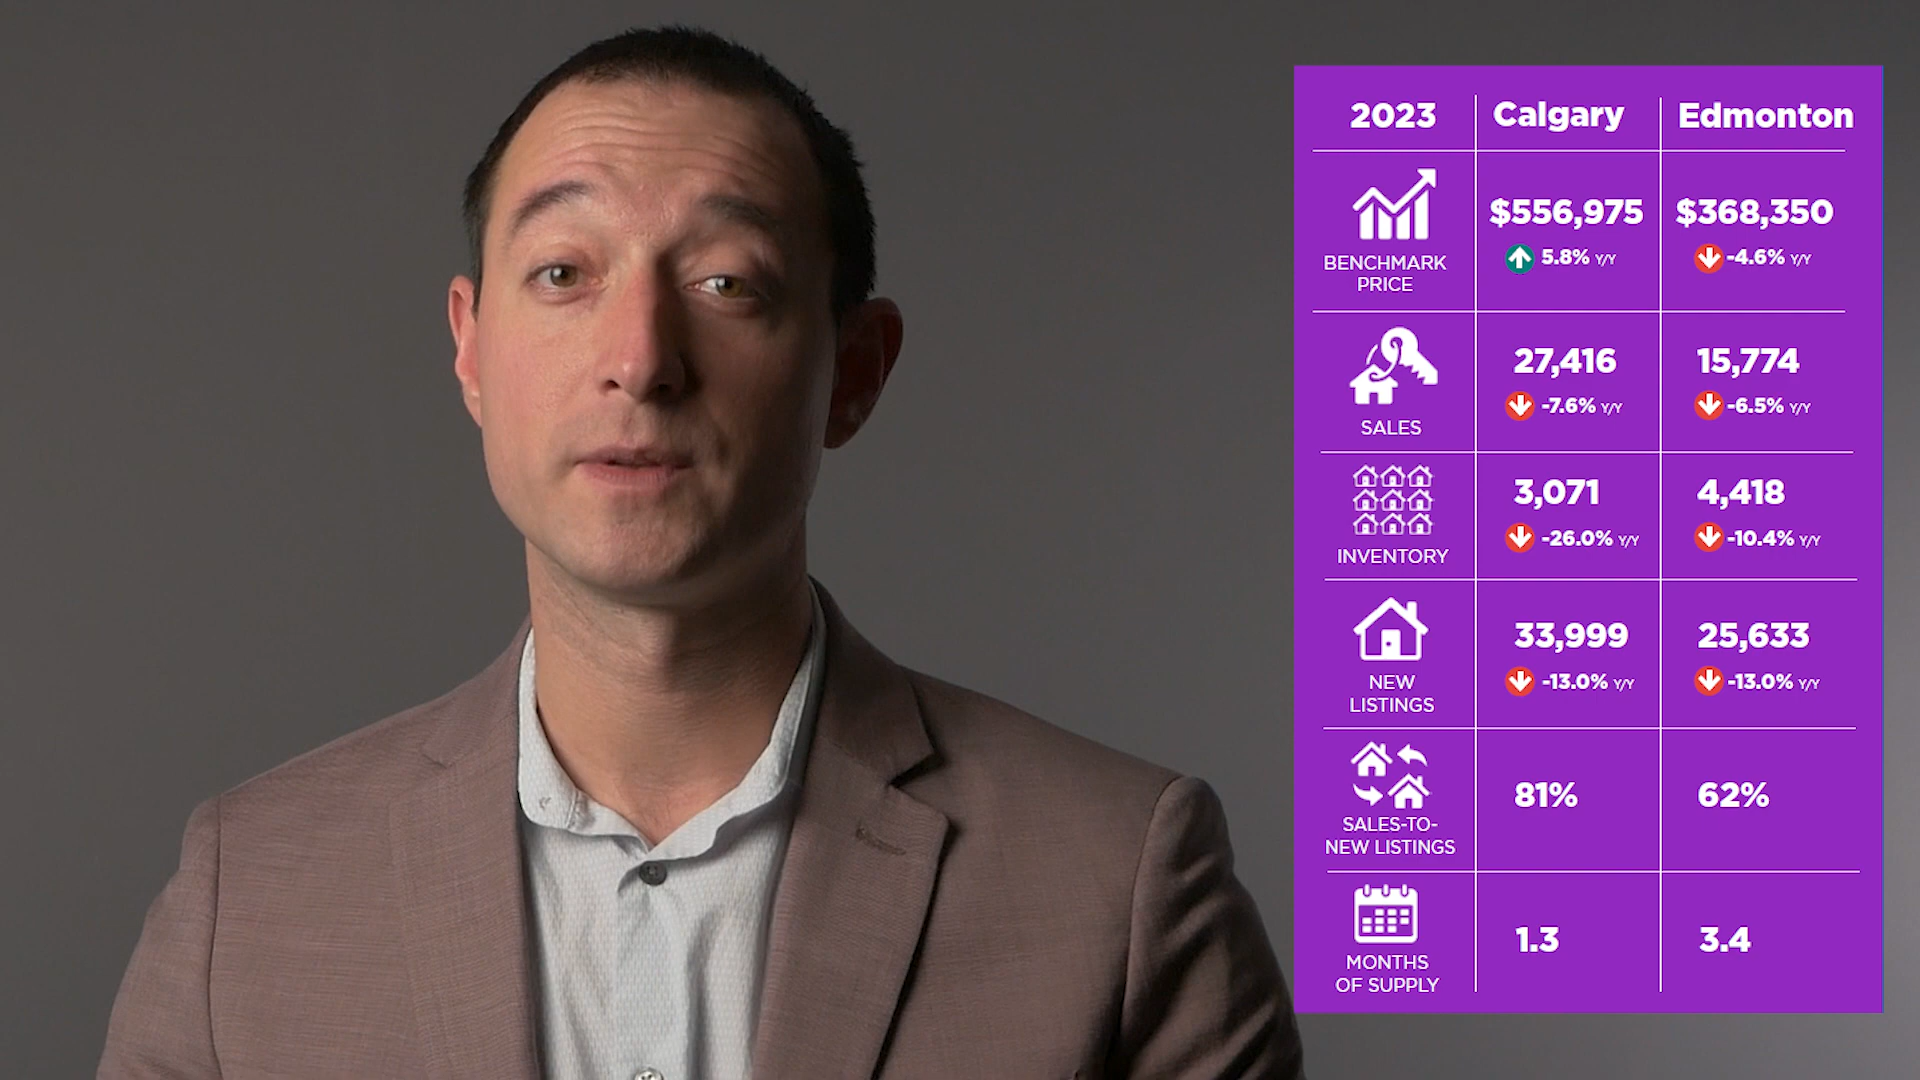 2023 Calgary Edmonton
BENCHMARK
PRICE
$556,975 $368,350
5.8% Y/Y -4.6% Y/Y
SALES
27,416 15,774
-7.6% Y/Y -6.5% Y/Y
INVENTORY
3,071 4,418
-26.0% Y/Y -10.4% Y/Y
NEW
LISTINGS
33,999 25,633
-13.0% Y/Y -13.0% Y/Y
SALES-TO-
NEW LISTINGS
81% 62%
MONTHS
OF SUPPLY
1.3 3.4